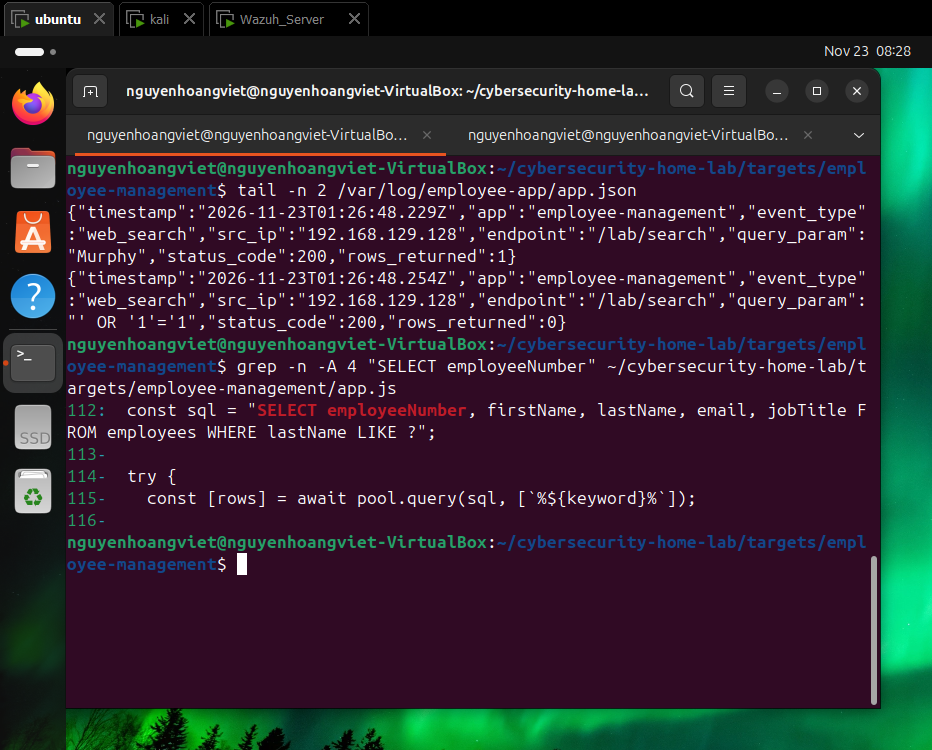 ubuntu
kali
Wazuh_Server
Nov 23 08:28
nguyenhoangviet@nguyenhoangviet-VirtualBox: ~/cybersecurity-home-la...
nguyenhoangviet@nguyenhoangviet-VirtualBo...
nguyenhoangviet@nguyenhoangviet-VirtualBo...
nguyenhoangviet@nguyenhoangviet-VirtualBox:~/cybersecurity-home-lab/targets/empl
oyee-management$ tail -n 2 /var/log/employee-app/app.json
{"timestamp":"2026-11-23T01:26:48.229Z","app":"employee-management","event_type"
:"web_search","src_ip":"192.168.129.128","endpoint":"/lab/search","query_param":
"Murphy","status_code":200,"rows_returned":1}
{"timestamp":"2026-11-23T01:26:48.254Z","app":"employee-management","event_type"
:"web_search","src_ip":"192.168.129.128","endpoint":"/lab/search","query_param":
"' OR '1'='1","status_code":200,"rows_returned":0}
nguyenhoangviet@nguyenhoangviet-VirtualBox:~/cybersecurity-home-lab/targets/empl
oyee-management$ grep -n -A 4 "SELECT employeeNumber" ~/cybersecurity-home-lab/t
argets/employee-management/app.js
112:  const sql = "SELECT employeeNumber, firstName, lastName, email, jobTitle F
ROM employees WHERE lastName LIKE ?";
113-
114-  try {
115-    const [rows] = await pool.query(sql, [`%${keyword}%`]);
116-
nguyenhoangviet@nguyenhoangviet-VirtualBox:~/cybersecurity-home-lab/targets/empl
oyee-management$
SSD